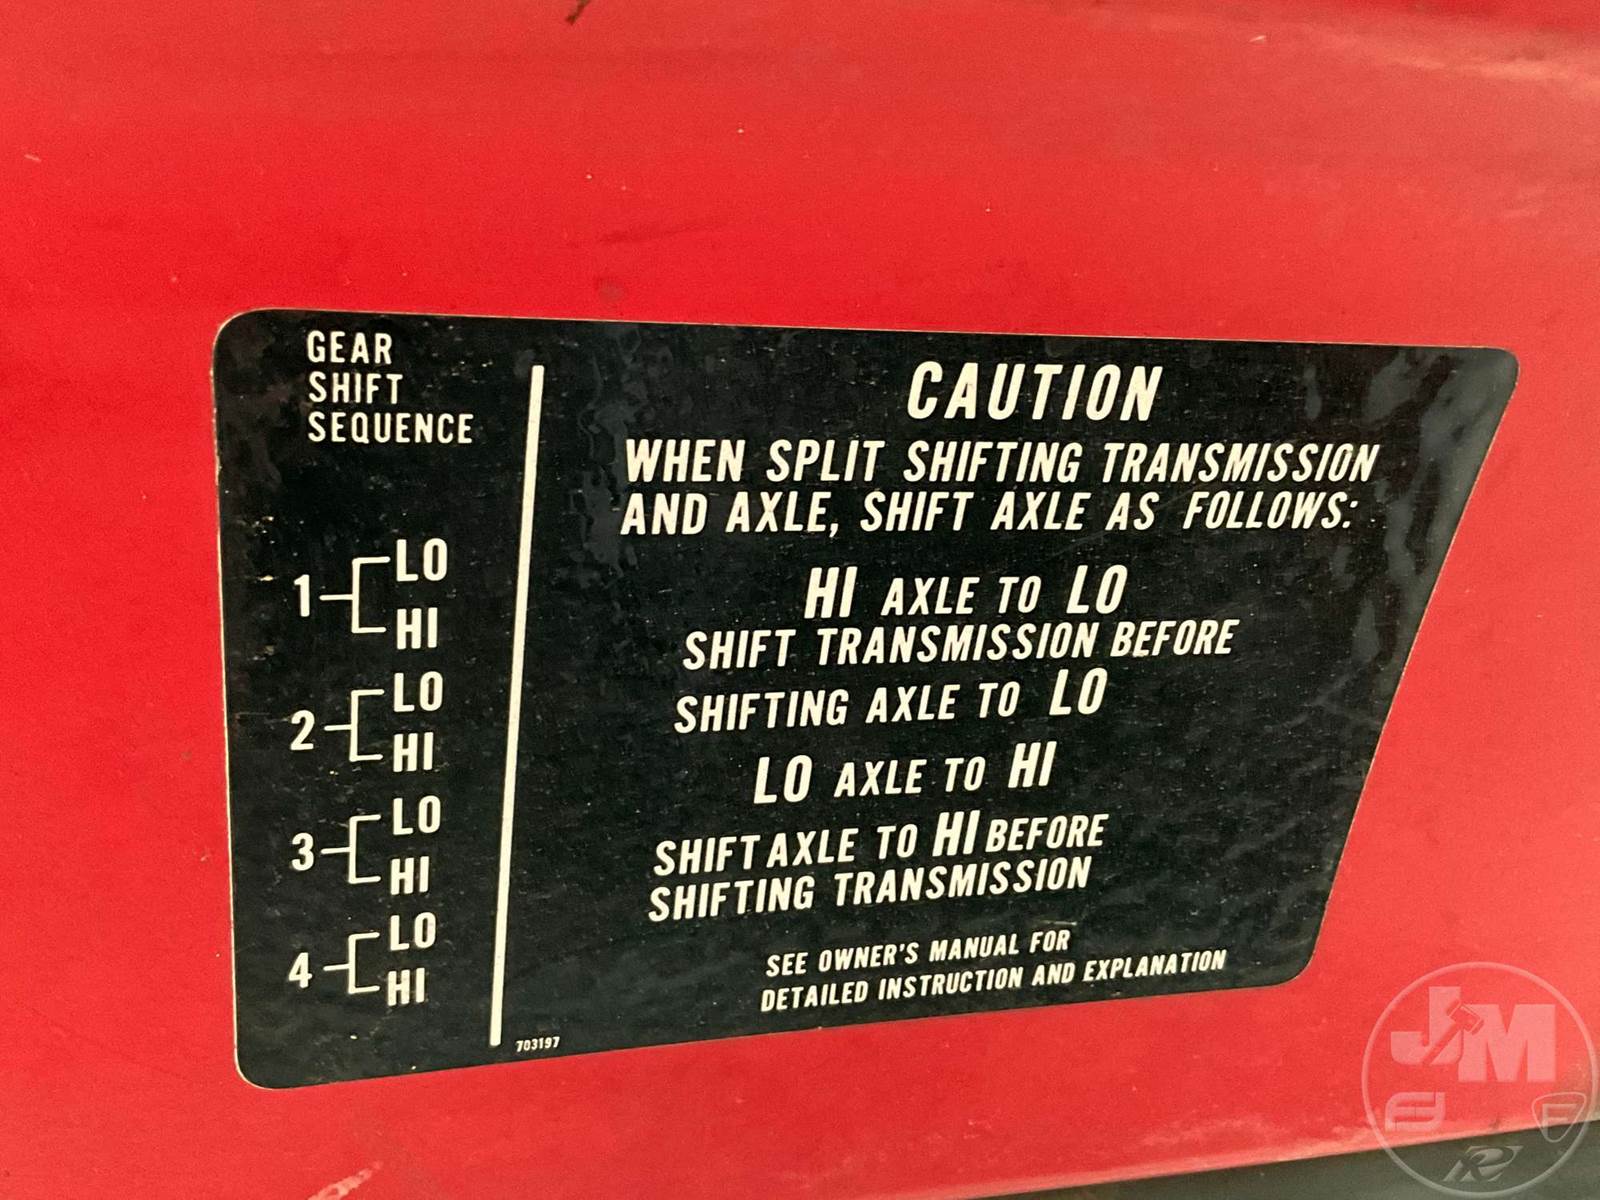 GEAR
SHIFT
SEQUENCE
1 LO
HI
2 LO
HI
3 LO
HI
4 LO
HI
CAUTION
WHEN SPLIT SHIFTING TRANSMISSION
AND AXLE, SHIFT AXLE AS FOLLOWS:
HI AXLE TO LO
SHIFT TRANSMISSION BEFORE
SHIFTING AXLE TO LO
LO AXLE TO HI
SHIFT AXLE TO HI BEFORE
SHIFTING TRANSMISSION
SEE OWNER'S MANUAL FOR
DETAILED INSTRUCTION AND EXPLANATION
703197
JM